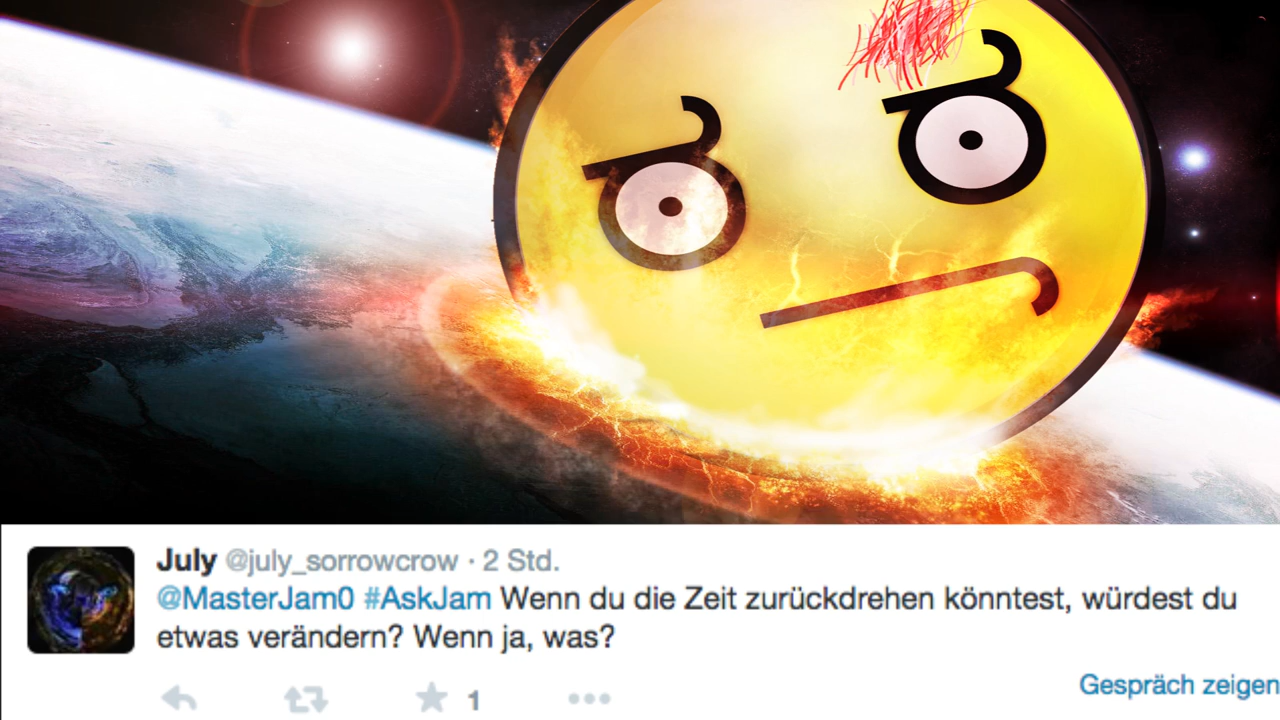 July @july_sorrowcrow · 2 Std.
@MasterJam0 #AskJam Wenn du die Zeit zurückdrehen könntest, würdest du
etwas verändern? Wenn ja, was?
1
Gespräch zeigen